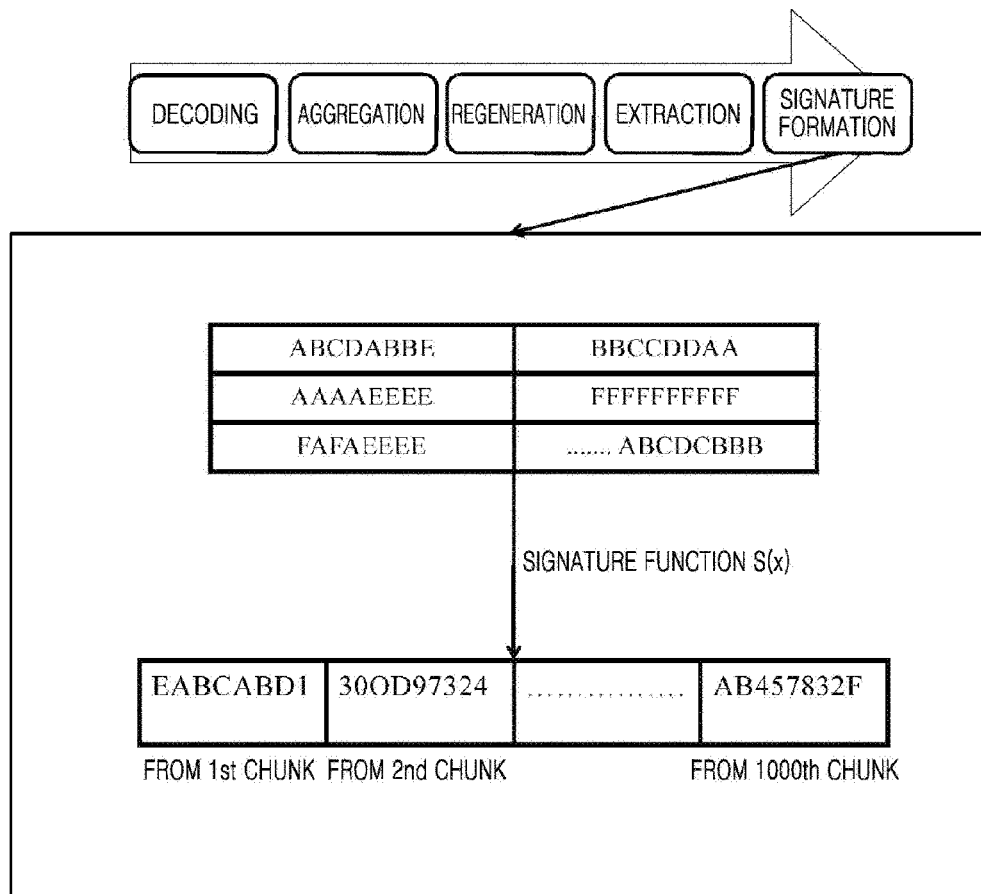 DECODING
AGGREGATION
REGENERATION
EXTRACTION
SIGNATURE
FORMATION
ABCDABBE BBCCDDAA
AAAAEEEE FFFFFFFFFF
FAFAEEEE ....... ABCDCBBB
SIGNATURE FUNCTION S(x)
EABCABD1 30OD97324 ................. AB457832F
FROM 1st CHUNK FROM 2nd CHUNK FROM 1000th CHUNK